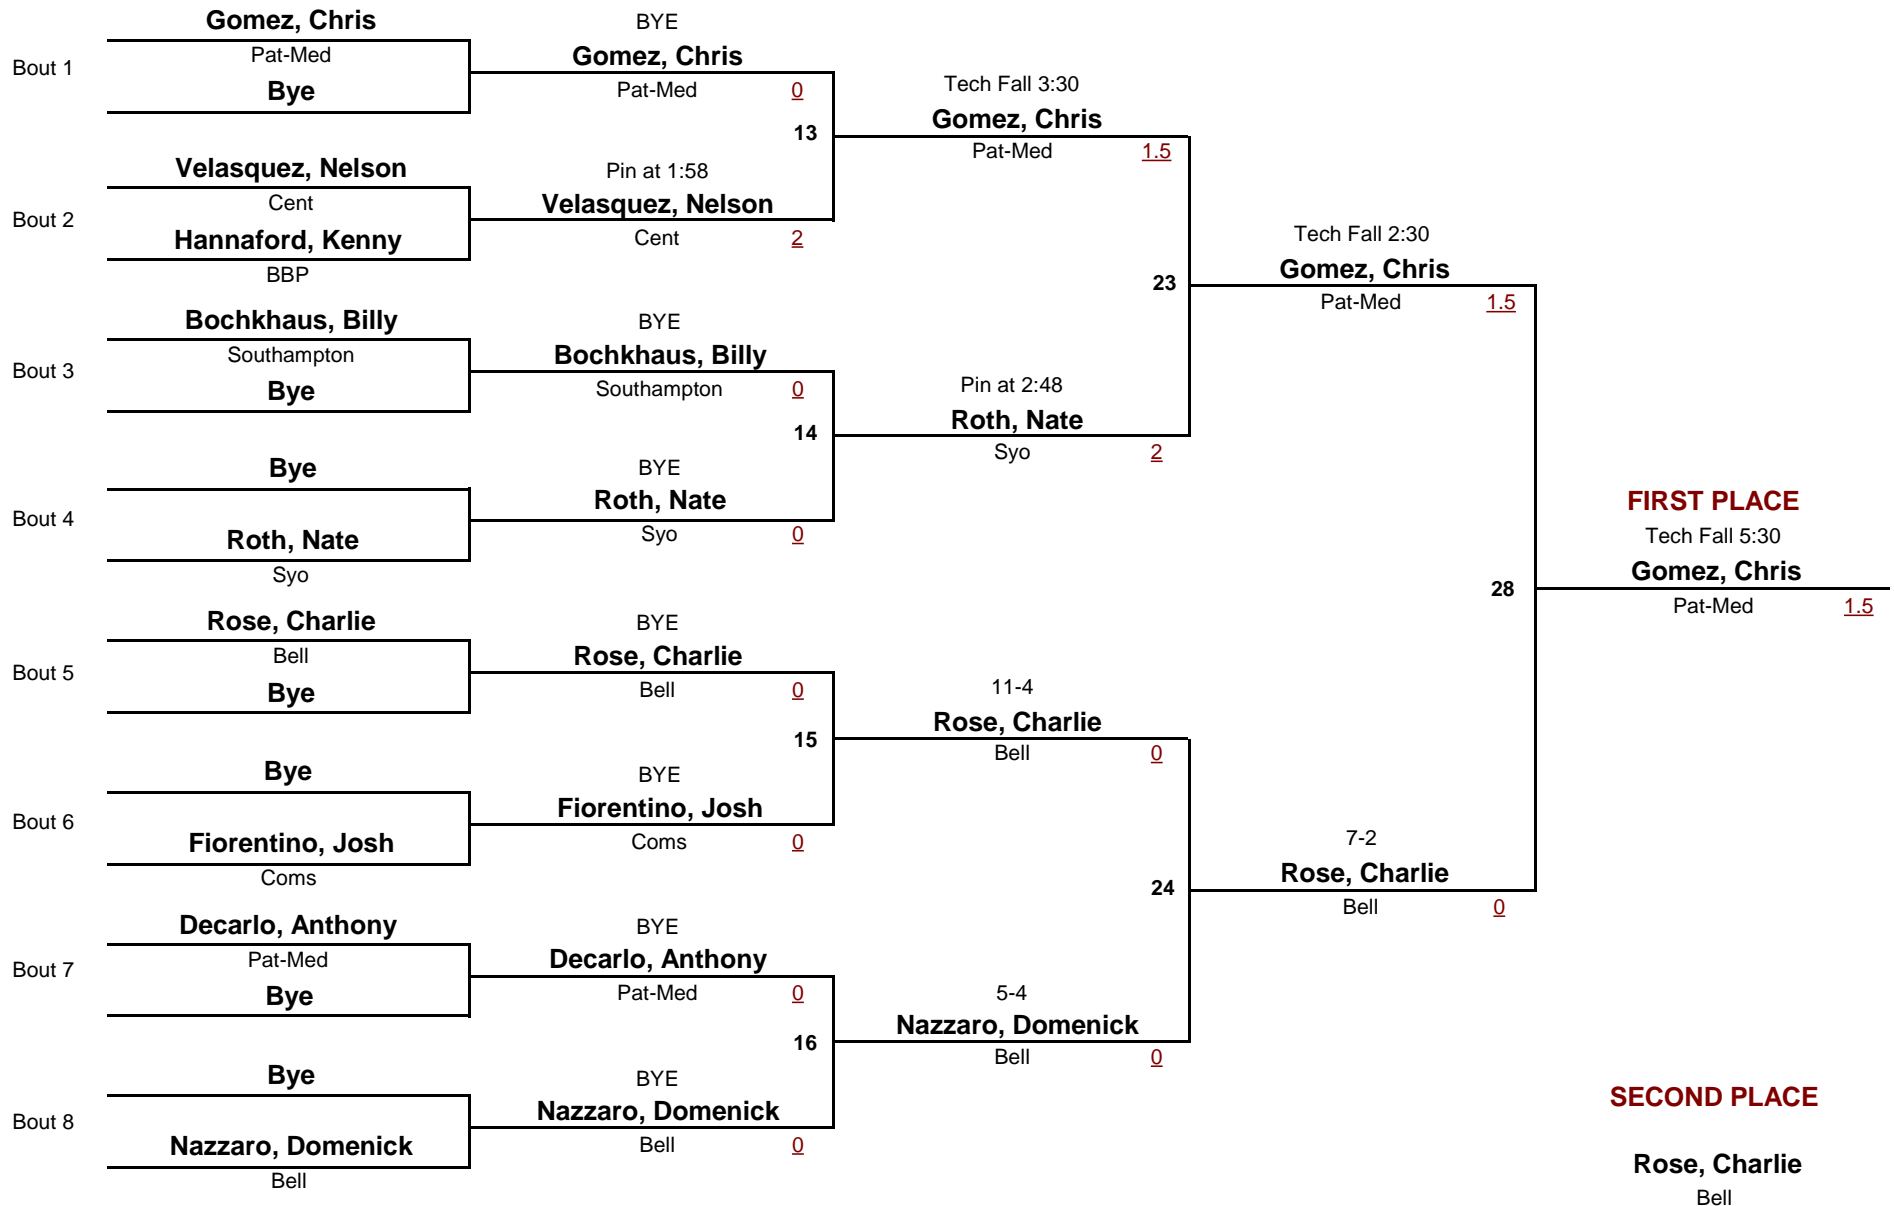 Gomez, Chris
Bout 1
Pat-Med
Bye
BYE
Gomez, Chris
Pat-Med 0
13
Velasquez, Nelson
Bout 2
Cent
Hannaford, Kenny
BBP
Pin at 1:58
Velasquez, Nelson
Cent 2
Bochkhaus, Billy
Bout 3
Southampton
Bye
BYE
Bochkhaus, Billy
Southampton 0
14
Bye
Bout 4
Roth, Nate
Syo
BYE
Roth, Nate
Syo 0
Rose, Charlie
Bout 5
Bell
Bye
BYE
Rose, Charlie
Bell 0
15
Bye
Bout 6
Fiorentino, Josh
Coms
BYE
Fiorentino, Josh
Coms 0
Decarlo, Anthony
Bout 7
Pat-Med
Bye
BYE
Decarlo, Anthony
Pat-Med 0
16
Bye
Bout 8
Nazzaro, Domenick
Bell
BYE
Nazzaro, Domenick
Bell 0
Tech Fall 3:30
Gomez, Chris
Pat-Med 1.5
23
Pin at 2:48
Roth, Nate
Syo 2
11-4
Rose, Charlie
Bell 0
24
5-4
Nazzaro, Domenick
Bell 0
Tech Fall 2:30
Gomez, Chris
Pat-Med 1.5
28
7-2
Rose, Charlie
Bell 0
FIRST PLACE
Tech Fall 5:30
Gomez, Chris
Pat-Med 1.5
SECOND PLACE
Rose, Charlie
Bell